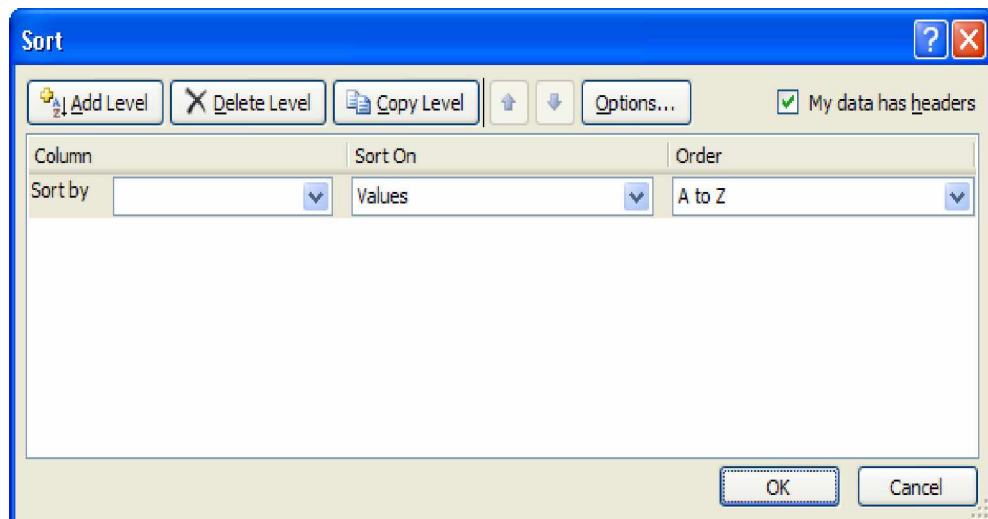 Sort
Add Level Delete Level Copy Level Options... My data has headers
Column Sort On Order
Sort by Values A to Z
OK Cancel